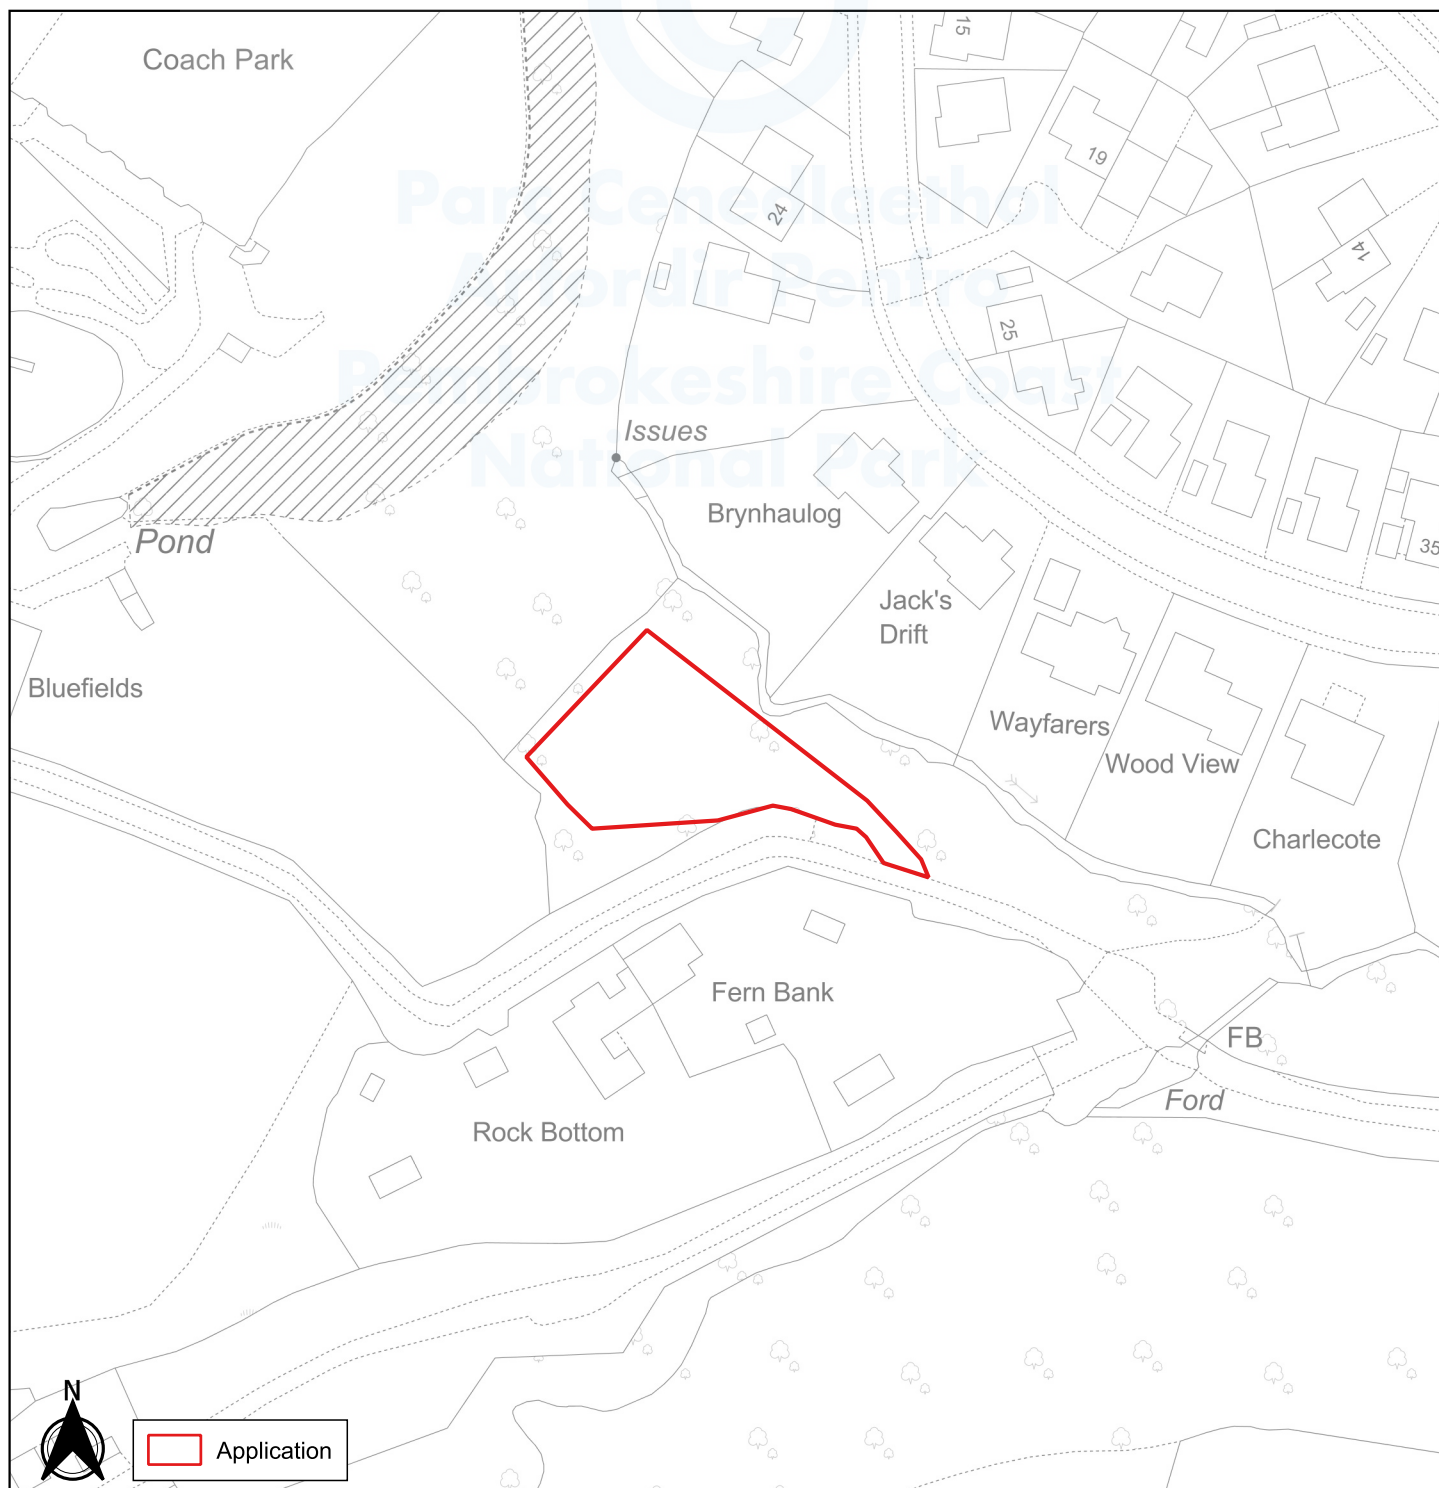 Coach Park
15
19
24
14
25
35
Parc Cenedlaethol
Arfordir Penfro
Pembrokeshire Coast
National Park
Issues
Brynhaulog
Pond
Jack's
Drift
Bluefields
Wayfarers
Wood View
Charlecote
Fern Bank
FB
Ford
Rock Bottom
N
Application